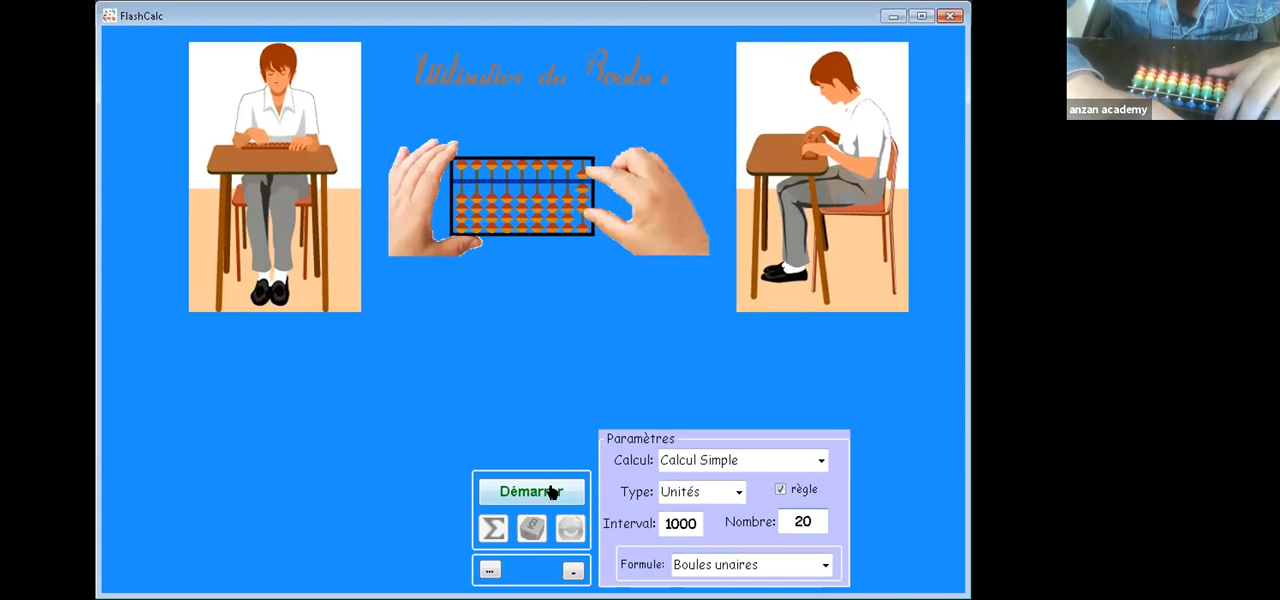 FlashCalc
Utilisation du Boulier
anzan academy
Paramètres
Calcul: Calcul Simple
Démarrer
Type: Unités
règle
Interval: 1000
Nombre: 20
Σ
...
-
Formule: Boules unaires